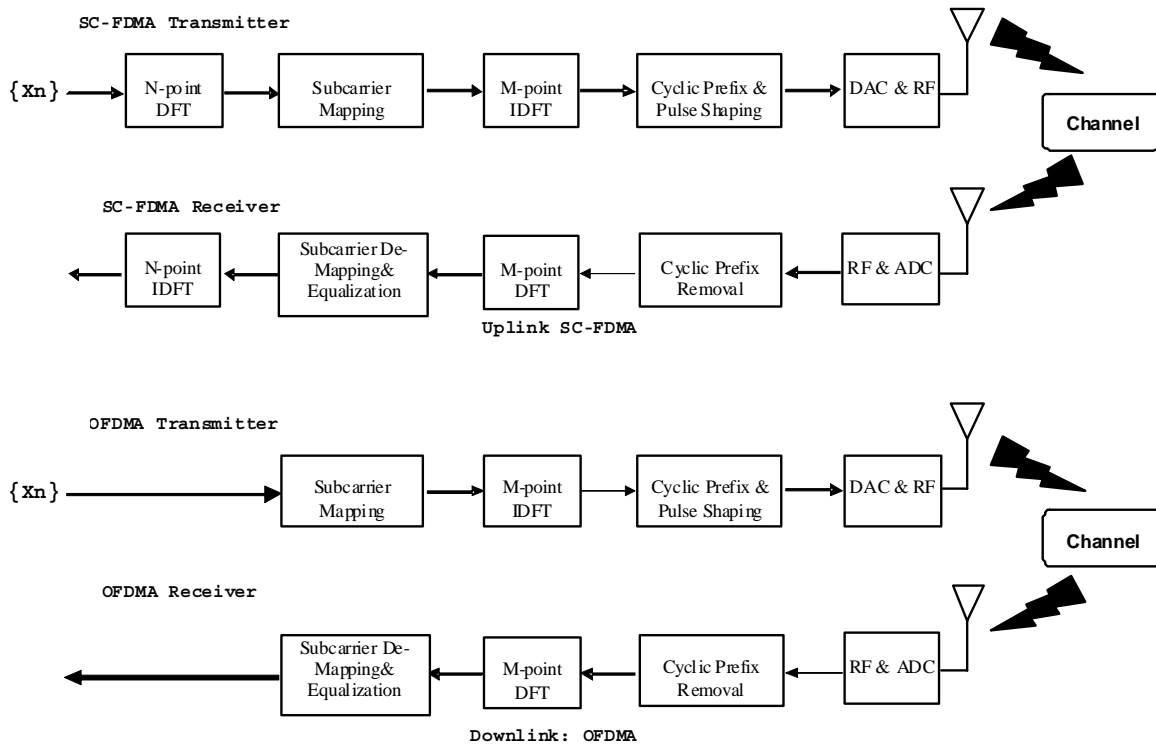 SC-FDMA Transmitter
{Xn}
N-point
DFT
Subcarrier
Mapping
M-point
IDFT
Cyclic Prefix &
Pulse Shaping
DAC & RF
Channel
SC-FDMA Receiver
N-point
IDFT
Subcarrier De-
Mapping&
Equalization
M-point
DFT
Cyclic Prefix
Removal
RF & ADC
Uplink SC-FDMA
OFDMA Transmitter
{Xn}
Subcarrier
Mapping
M-point
IDFT
Cyclic Prefix &
Pulse Shaping
DAC & RF
Channel
OFDMA Receiver
Subcarrier De-
Mapping&
Equalization
M-point
DFT
Cyclic Prefix
Removal
RF & ADC
Downlink: OFDMA